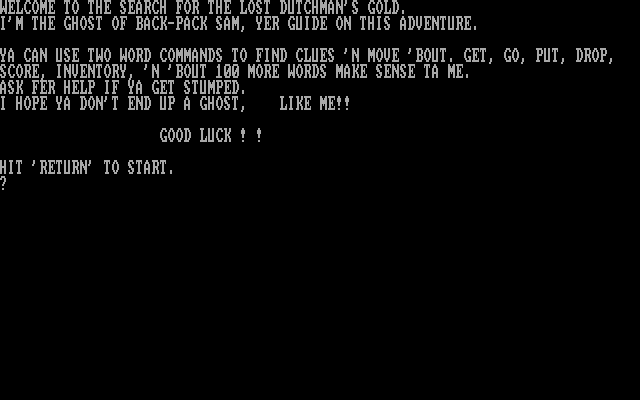 WELCOME TO THE SEARCH FOR THE LOST DUTCHMAN'S GOLD.
I'M THE GHOST OF BACK-PACK SAM, YER GUIDE ON THIS ADVENTURE.
YA CAN USE TWO WORD COMMANDS TO FIND CLUES 'N MOVE 'BOUT. GET, GO, PUT, DROP,
SCORE, INVENTORY, 'N 'BOUT 100 MORE WORDS MAKE SENSE TA ME.
ASK FER HELP IF YA GET STUMPED.
I HOPE YA DON'T END UP A GHOST,    LIKE ME!!
GOOD LUCK ! !
HIT 'RETURN' TO START.
?